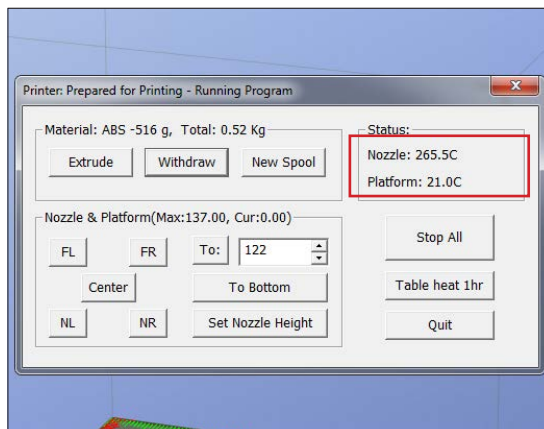 Printer: Prepared for Printing - Running Program
Material: ABS -516 g, Total: 0.52 Kg
Extrude
Withdraw
New Spool
Status:
Nozzle: 265.5C
Platform: 21.0C
Nozzle & Platform(Max:137.00, Cur:0.00)
FL
FR
To:
122
Center
To Bottom
NL
NR
Set Nozzle Height
Stop All
Table heat 1hr
Quit